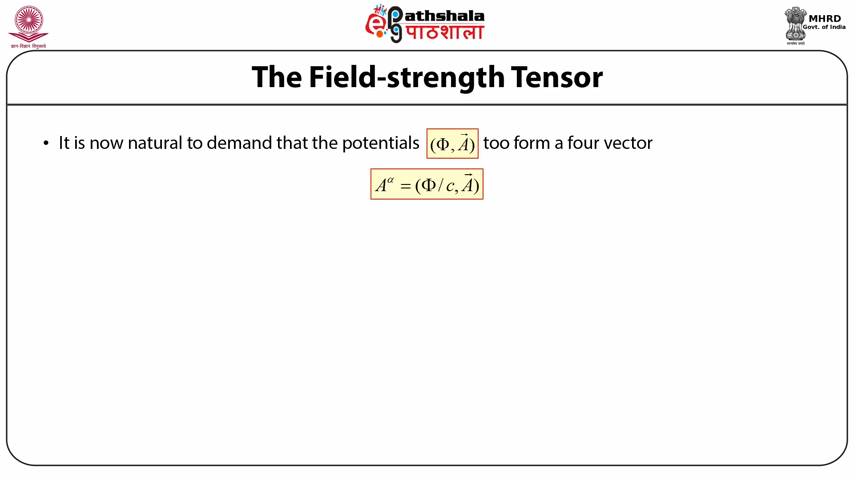 ePathshala
पाठशाला
MHRD
Govt. of India
The Field-strength Tensor
• It is now natural to demand that the potentials (Φ, A⃗) too form a four vector
A^α = (Φ/c, A⃗)